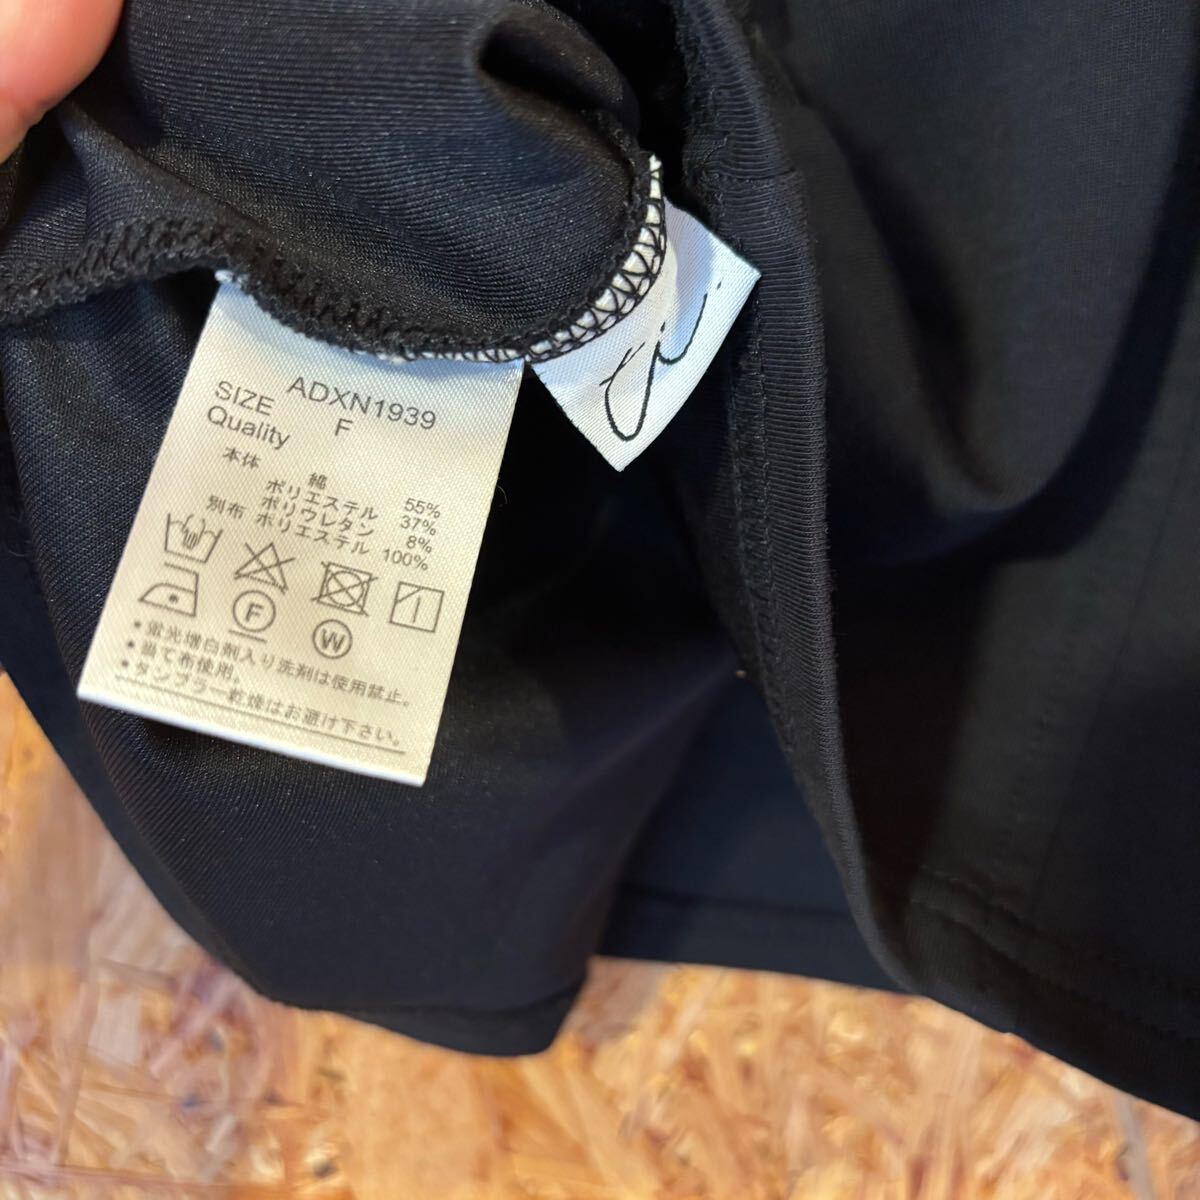 ADXN1939
SIZE F
Quality
本体 綿 55%
ポリエステル 37%
ポリウレタン 8%
別布 ポリエステル 100%
F
W
•蛍光増白剤入り洗剤は使用禁止。
•当て布使用。
•タンブラー乾燥はお避け下さい。